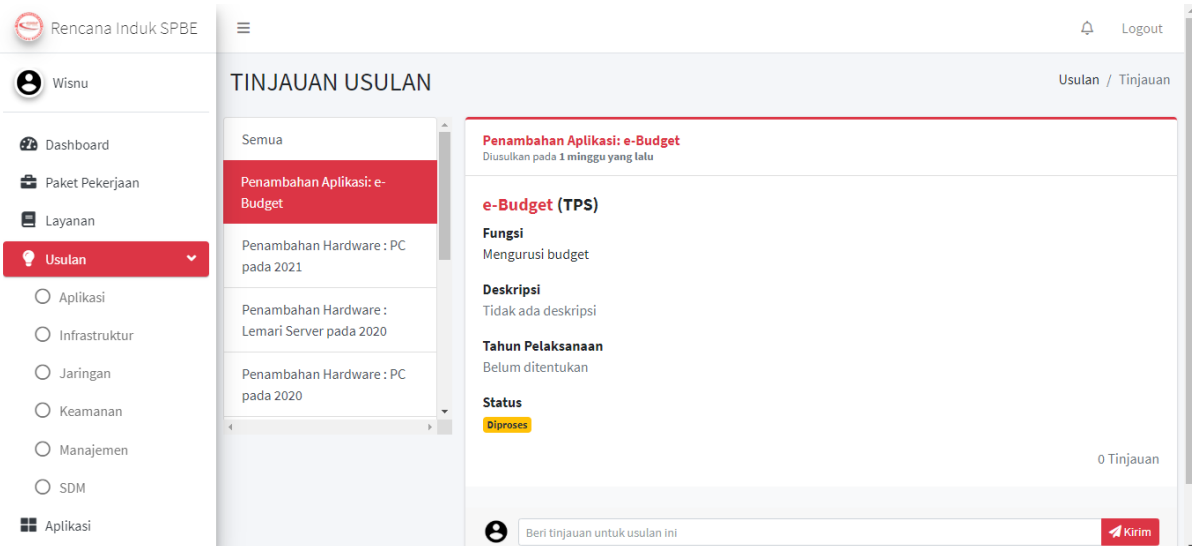 Rencana Induk SPBE
Logout
Wisnu
Dashboard
Paket Pekerjaan
Layanan
Usulan
Aplikasi
Infrastruktur
Jaringan
Keamanan
Manajemen
SDM
Aplikasi
TINJAUAN USULAN
Usulan / Tinjauan
Semua
Penambahan Aplikasi: e-
Budget
Penambahan Hardware : PC
pada 2021
Penambahan Hardware :
Lemari Server pada 2020
Penambahan Hardware : PC
pada 2020
Penambahan Aplikasi: e-Budget
Diusulkan pada 1 minggu yang lalu
e-Budget (TPS)
Fungsi
Mengurusi budget
Deskripsi
Tidak ada deskripsi
Tahun Pelaksanaan
Belum ditentukan
Status
Diproses
0 Tinjauan
Beri tinjauan untuk usulan ini
Kirim